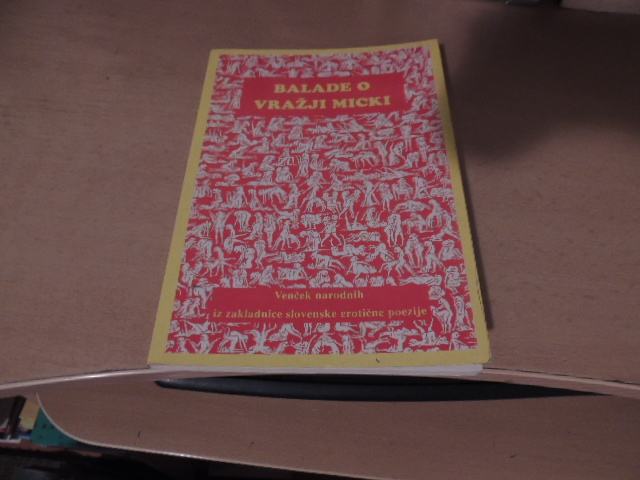 BALADE O
VRAŽJI MICKI
Venček narodnih
iz zakladnice slovenske erotične poezije